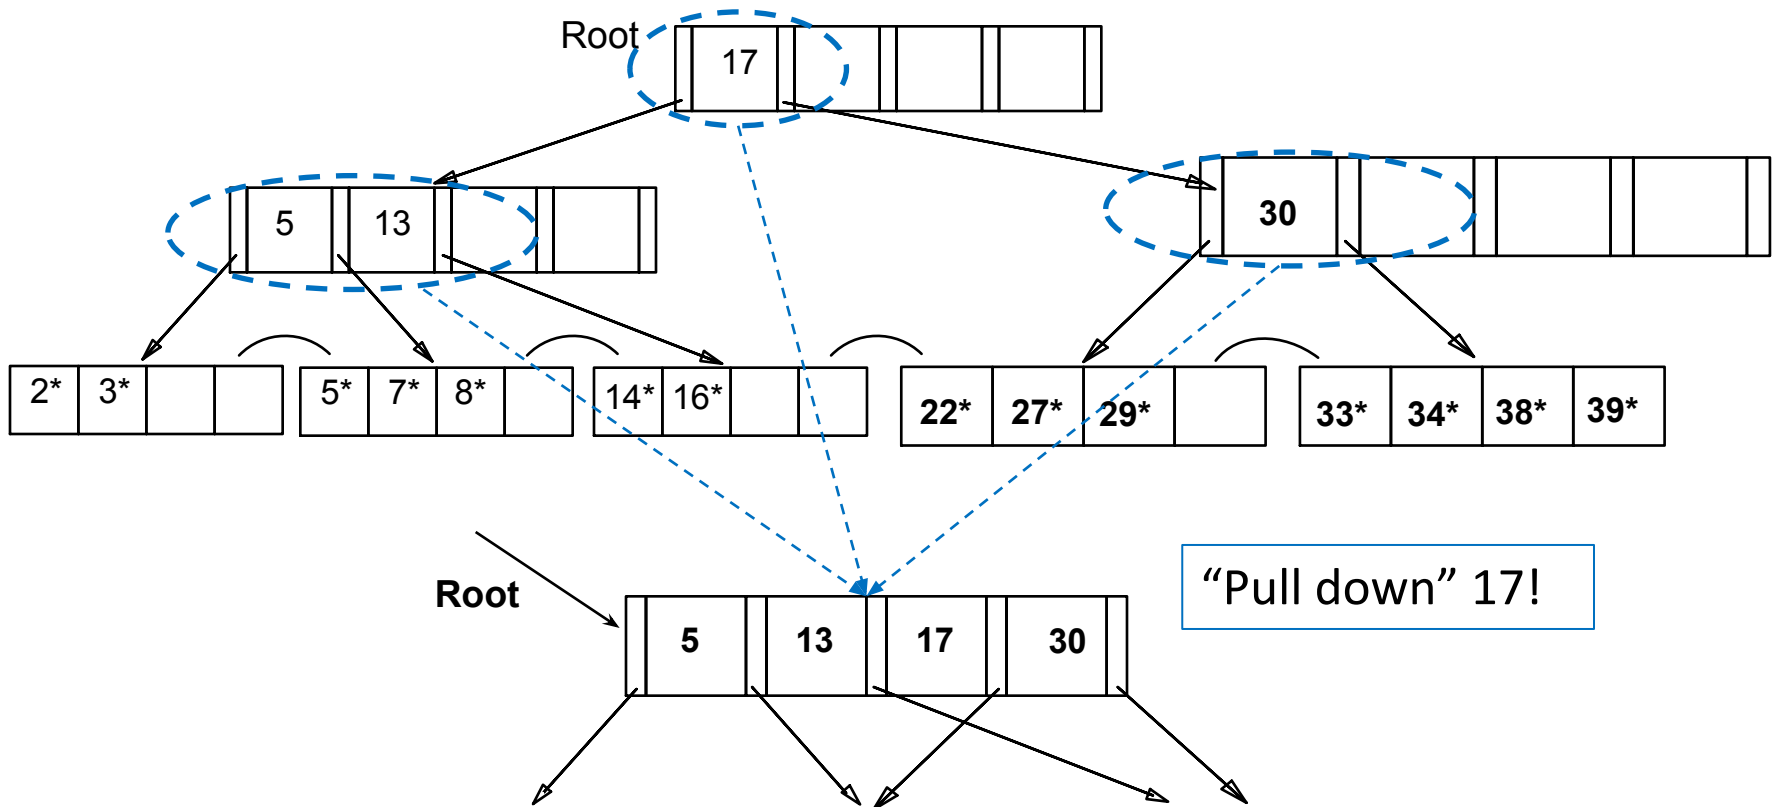 Root
17
5 13
30
2* 3*
5* 7* 8*
14* 16*
22* 27* 29*
33* 34* 38* 39*
Root
5 13 17 30
“Pull down” 17!